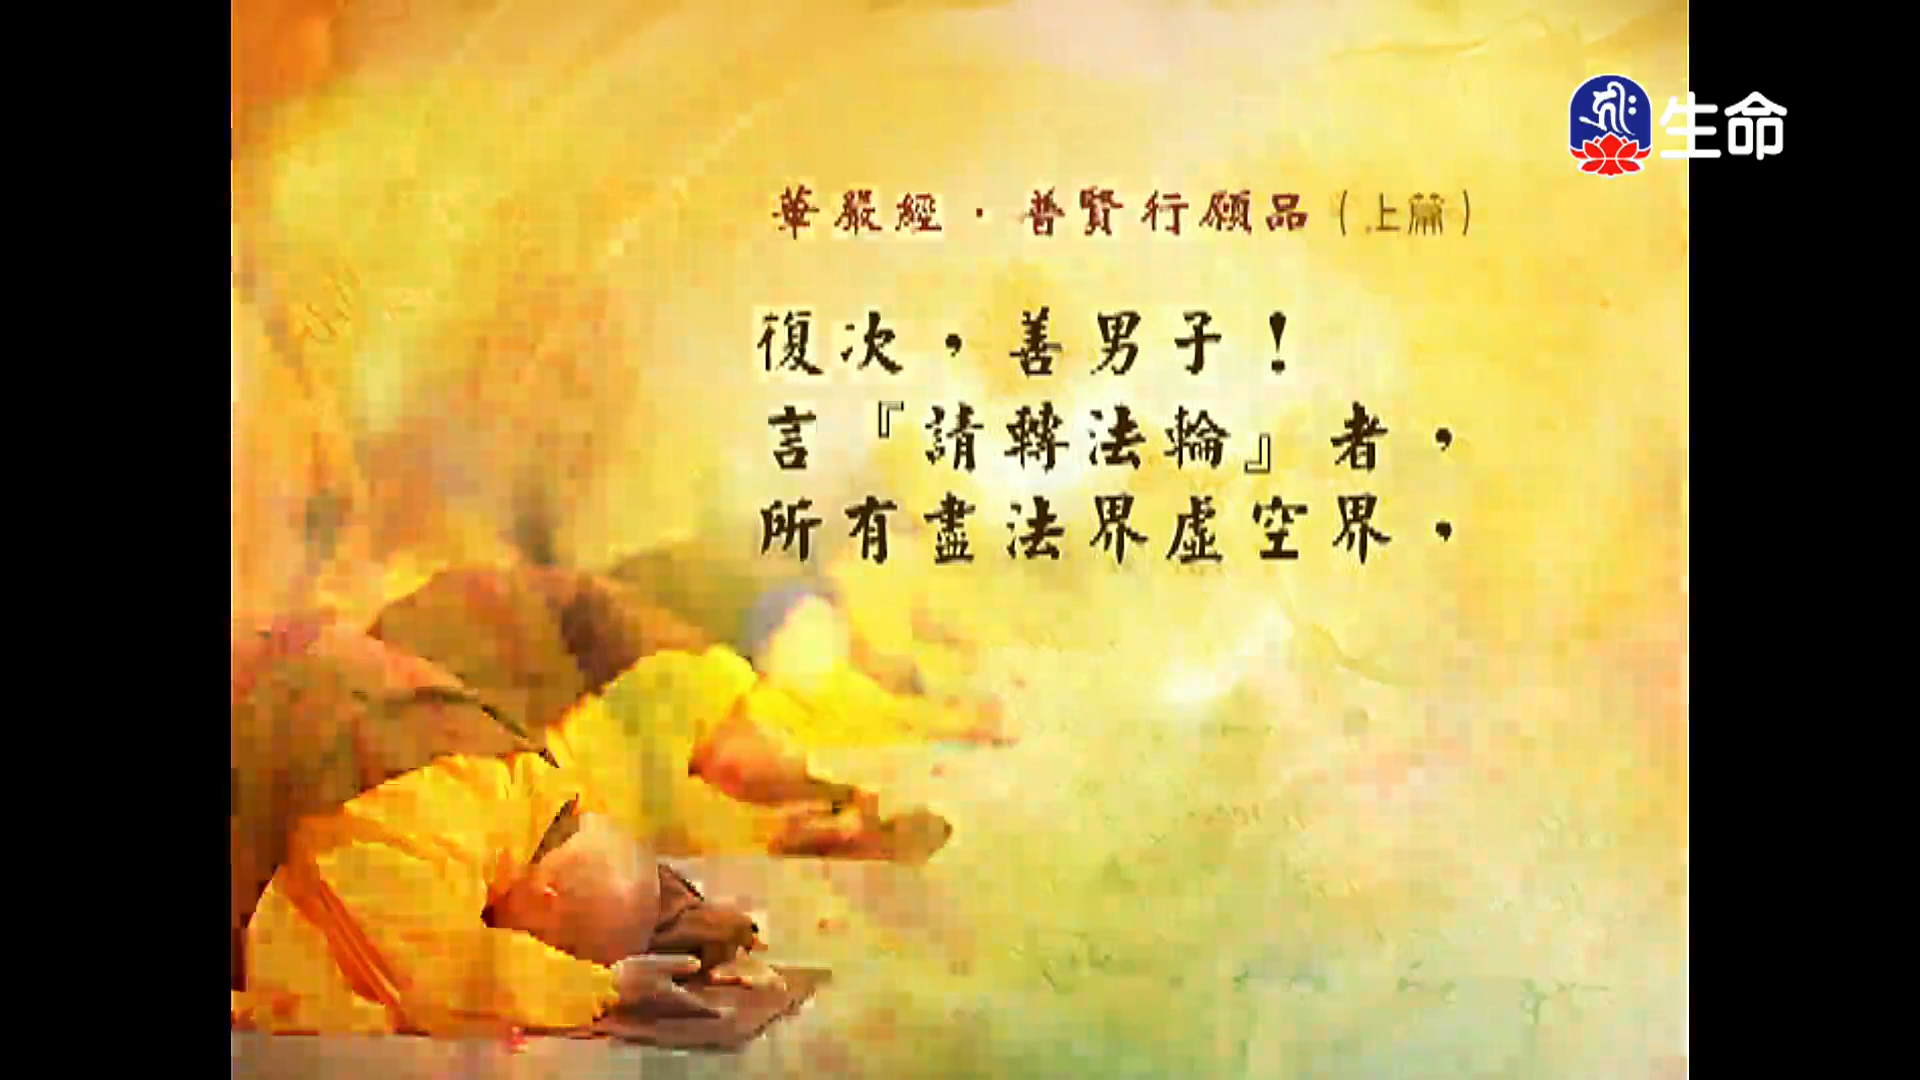 生命
華嚴經·普賢行願品(上篇)
復次,善男子!
言『請轉法輪』者,
所有盡法界虛空界,